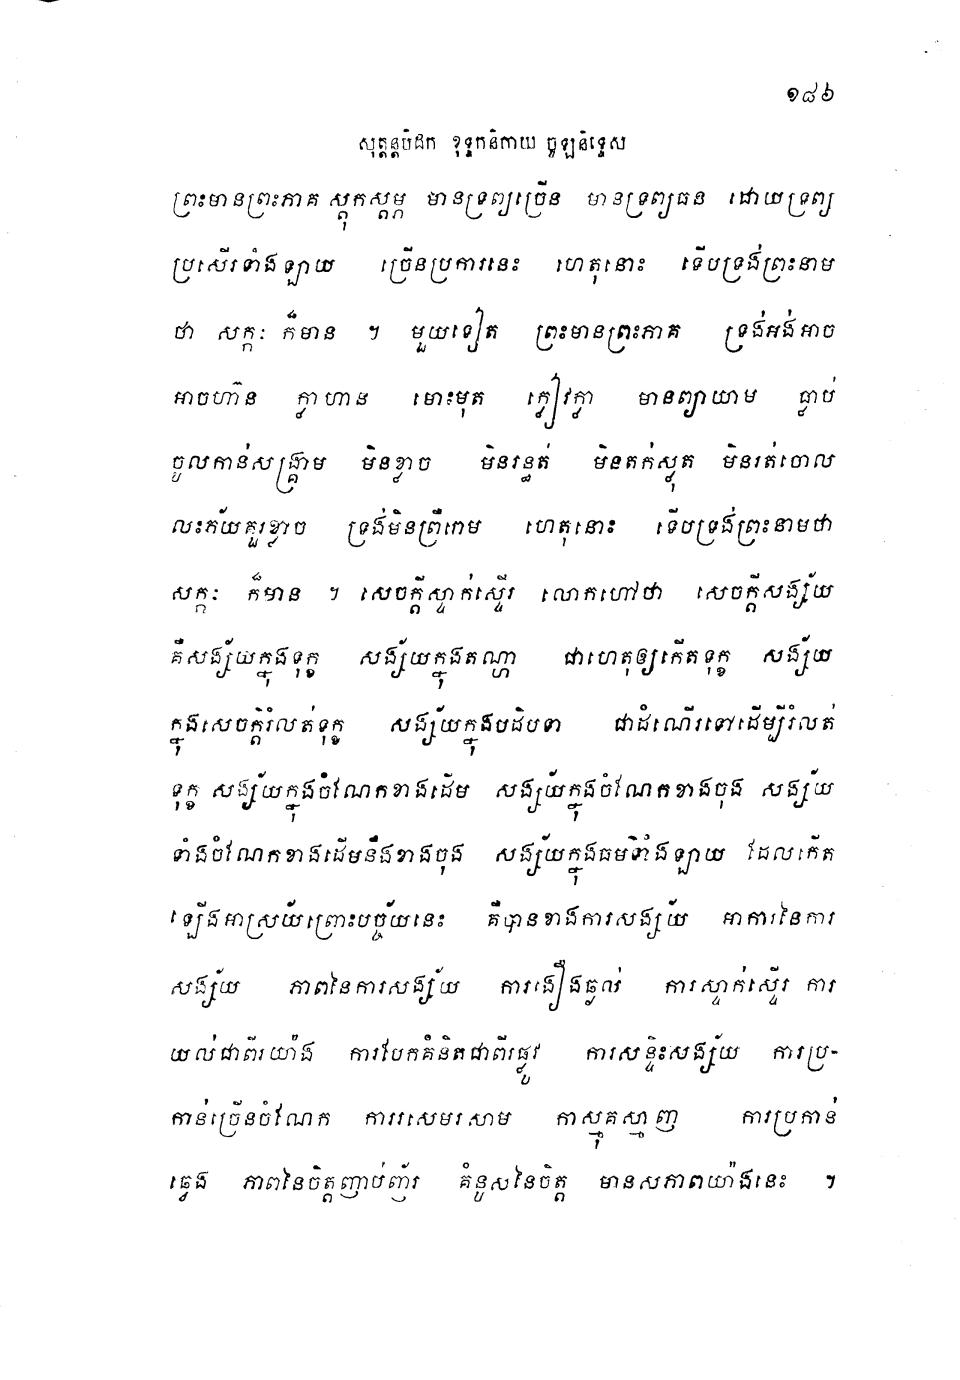 ១៨៦
សុត្តន្តបិដក ខុទ្ទកនិកាយ ចូឡនិទ្ទេស
ព្រះមានព្រះភាគ ស្តុកស្តម្ភ មានទ្រព្យច្រើន មានទ្រព្យធន ដោយទ្រព្យ
ប្រសើរទាំងឡាយ ច្រើនប្រការនេះ ហេតុនោះ ទើបទ្រង់ព្រះនាម
ថា សក្កៈ ក៏មាន ។ មួយទៀត ព្រះមានព្រះភាគ ទ្រង់អង់អាច
អាចហ៊ាន ក្លាហាន មោះមុត ក្លៀវក្លា មានព្យាយាម ធ្លាប់
ចូលកាន់សង្គ្រាម មិនខ្លាច មិនរន្ធត់ មិនតក់ស្លុត មិនរត់ចោល
លះភ័យគួរខ្លាច ទ្រង់មិនព្រឺរោម ហេតុនោះ ទើបទ្រង់ព្រះនាមថា
សក្កៈ ក៏មាន ។ សេចក្តីស្ទាក់ស្ទើរ លោកហៅថា សេចក្តីសង្ស័យ
គឺសង្ស័យក្នុងទុក្ខ សង្ស័យក្នុងតណ្ហា ជាហេតុឲ្យកើតទុក្ខ សង្ស័យ
ក្នុងសេចក្តីរំលត់ទុក្ខ សង្ស័យក្នុងបដិបទា ជាដំណើរទៅដើម្បីរំលត់
ទុក្ខ សង្ស័យក្នុងចំណែកខាងដើម សង្ស័យក្នុងចំណែកខាងចុង សង្ស័យ
ទាំងចំណែកខាងដើមនឹងខាងចុង សង្ស័យក្នុងធម៌ទាំងឡាយ ដែលកើត
ឡើងអាស្រ័យព្រោះបច្ច័យនេះ គឺបានខាងការសង្ស័យ អាការនៃការ
សង្ស័យ ភាពនៃការសង្ស័យ ការងឿងឆ្ងល់ ការស្ទាក់ស្ទើរ ការ
យល់ជាពីរយ៉ាង ការបែកគំនិតជាពីរផ្លូវ ការសន្ទិះសង្ស័យ ការប្រ-
កាន់ច្រើនចំណែក ការរសេមរសាម កាស្មុគស្មាញ ការប្រកាន់
ធ្វេង ភាពនៃចិត្តញាប់ញ័រ គំនូសនៃចិត្ត មានសភាពយ៉ាងនេះ ។